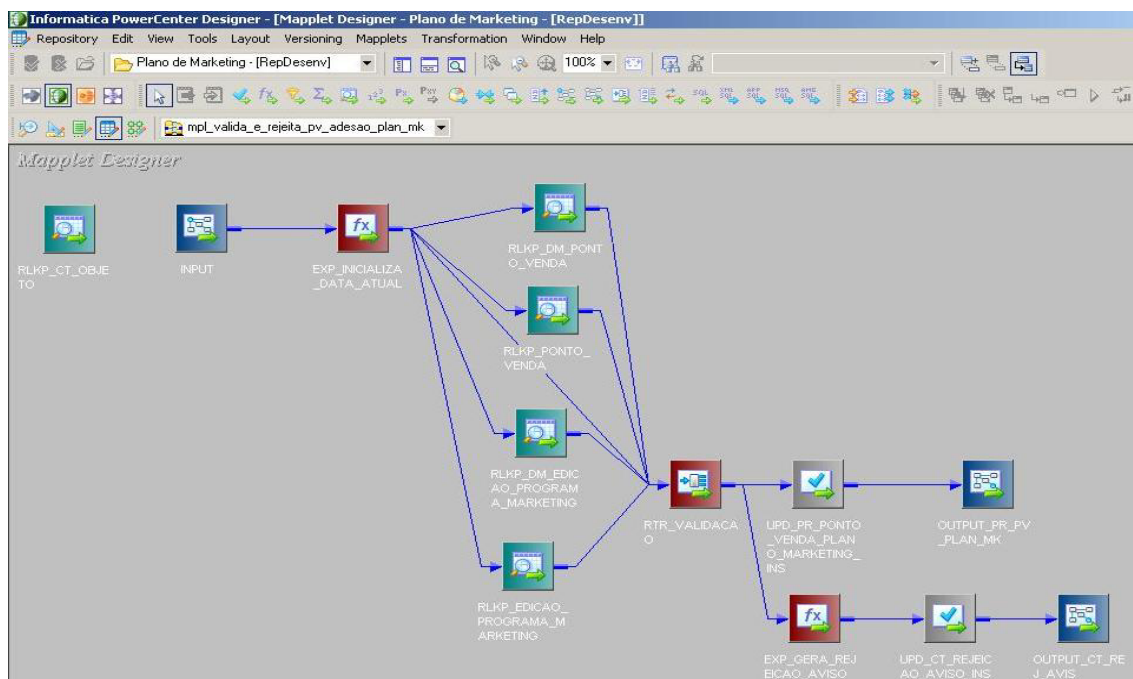 Informatica PowerCenter Designer - [Mapplet Designer - Plano de Marketing - [RepDesenv]]
Repository Edit View Tools Layout Versioning Mapplets Transformation Window Help
Plano de Marketing - [RepDesenv]
100%
mpl_valida_e_rejeita_pv_adesao_plan_mk
Mapplet Designer
RLKP_CT_OBJE
TO
INPUT
EXP_INICIALIZA
_DATA_ATUAL
RLKP_DM_PONT
O_VENDA
RLKP_PONTO_
VENDA
RLKP_DM_EDIC
AO_PROGRAM
A_MARKETING
RLKP_EDICAO_
PROGRAMA_M
ARKETING
RTR_VALIDACA
O
UPD_PR_PONTO
_VENDA_PLAN
O_MARKETING_
INS
OUTPUT_PR_PV
_PLAN_MK
EXP_GERA_REJ
EICAO_AVISO
UPD_CT_REJEIC
AO_AVISO_INS
OUTPUT_CT_RE
J_AVIS